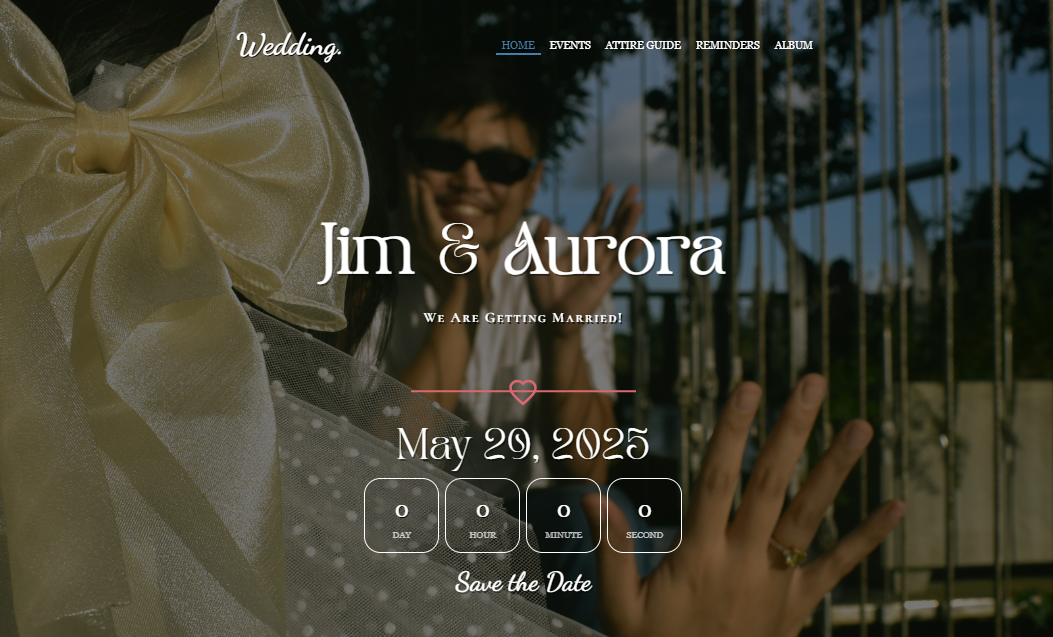 Wedding.
HOME EVENTS ATTIRE GUIDE REMINDERS ALBUM
Jim & Aurora
We Are Getting Married!
May 20, 2025
0 0 0 0
DAY HOUR MINUTE SECOND
Save the Date